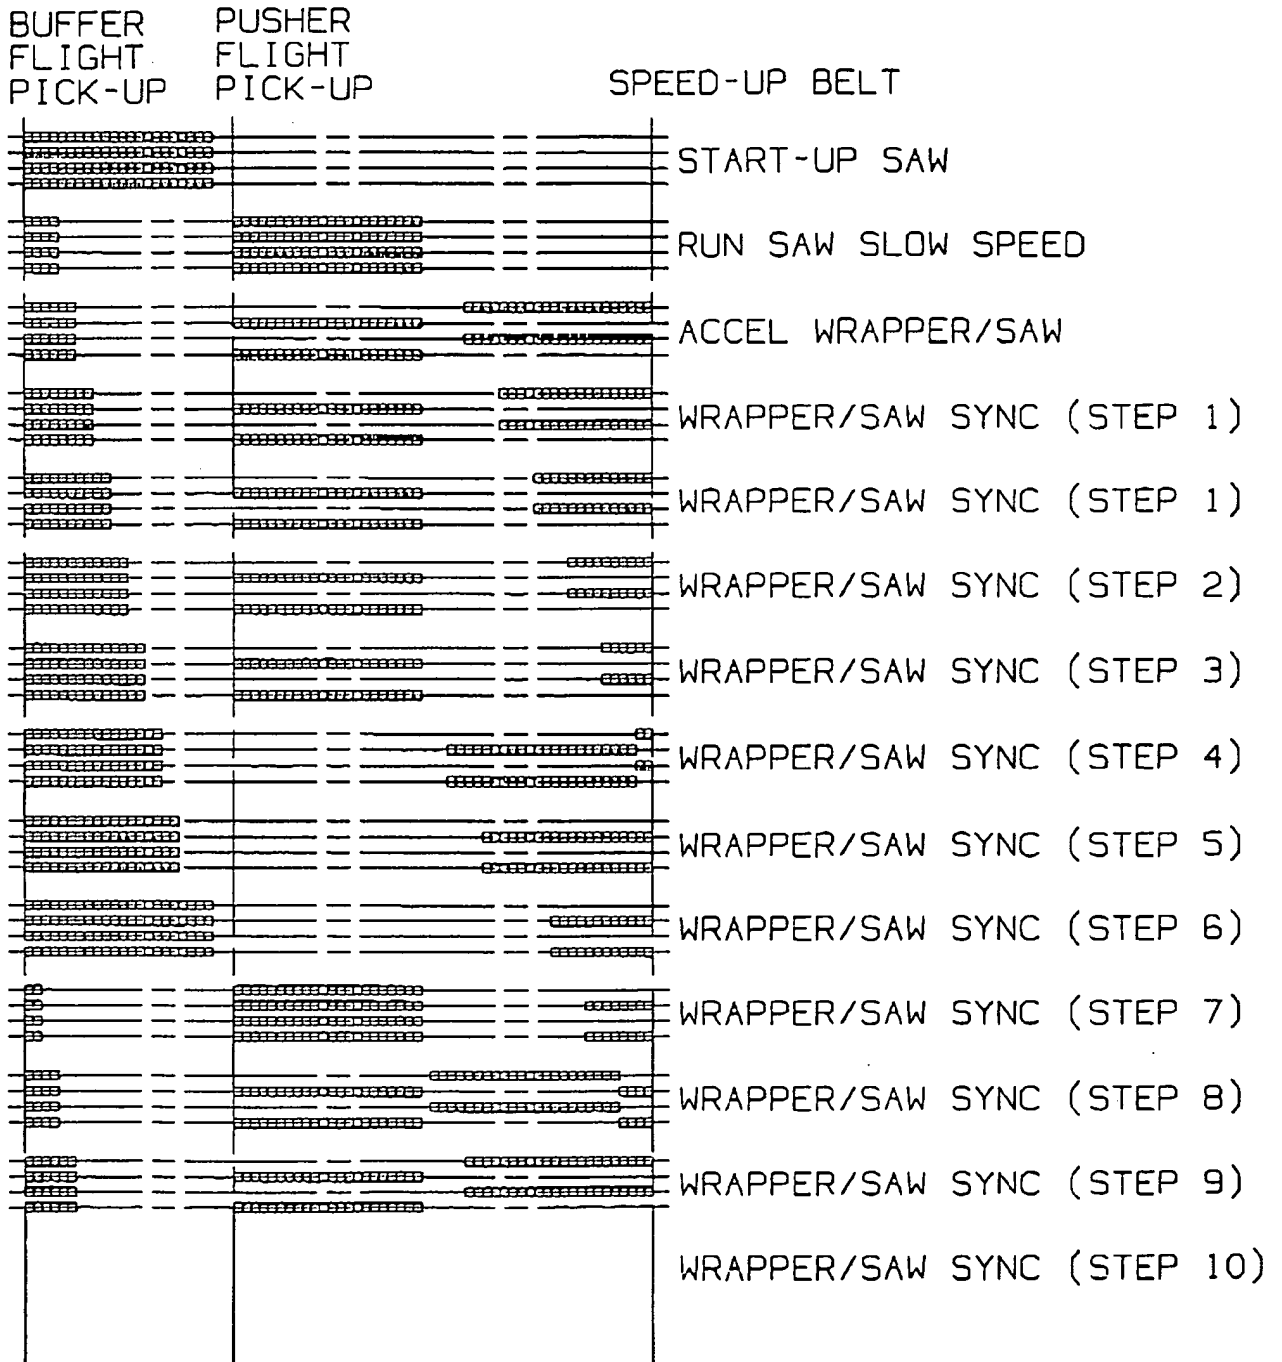 BUFFER
FLIGHT
PICK-UP
PUSHER
FLIGHT
PICK-UP
SPEED-UP BELT
START-UP SAW
RUN SAW SLOW SPEED
ACCEL WRAPPER/SAW
WRAPPER/SAW SYNC (STEP 1)
WRAPPER/SAW SYNC (STEP 1)
WRAPPER/SAW SYNC (STEP 2)
WRAPPER/SAW SYNC (STEP 3)
WRAPPER/SAW SYNC (STEP 4)
WRAPPER/SAW SYNC (STEP 5)
WRAPPER/SAW SYNC (STEP 6)
WRAPPER/SAW SYNC (STEP 7)
WRAPPER/SAW SYNC (STEP 8)
WRAPPER/SAW SYNC (STEP 9)
WRAPPER/SAW SYNC (STEP 10)